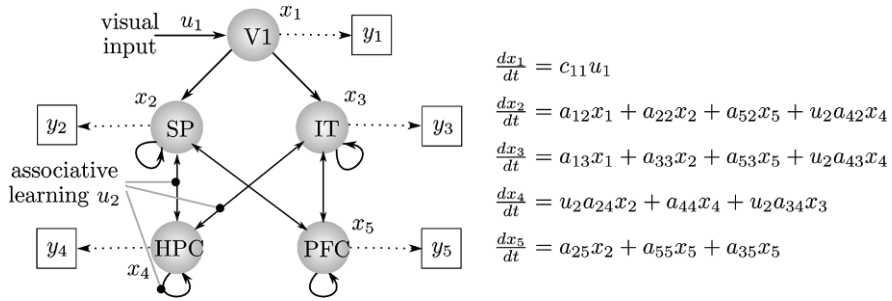 visual input
u₁
x₁
V1
y₁
x₂
x₃
y₂
SP
IT
y₃
associative learning u₂
x₅
y₄
HPC
PFC
y₅
x₄
dx₁/dt = c₁₁u₁
dx₂/dt = a₁₂x₁ + a₂₂x₂ + a₅₂x₅ + u₂a₄₂x₄
dx₃/dt = a₁₃x₁ + a₃₃x₂ + a₅₃x₅ + u₂a₄₃x₄
dx₄/dt = u₂a₂₄x₂ + a₄₄x₄ + u₂a₃₄x₃
dx₅/dt = a₂₅x₂ + a₅₅x₅ + a₃₅x₅